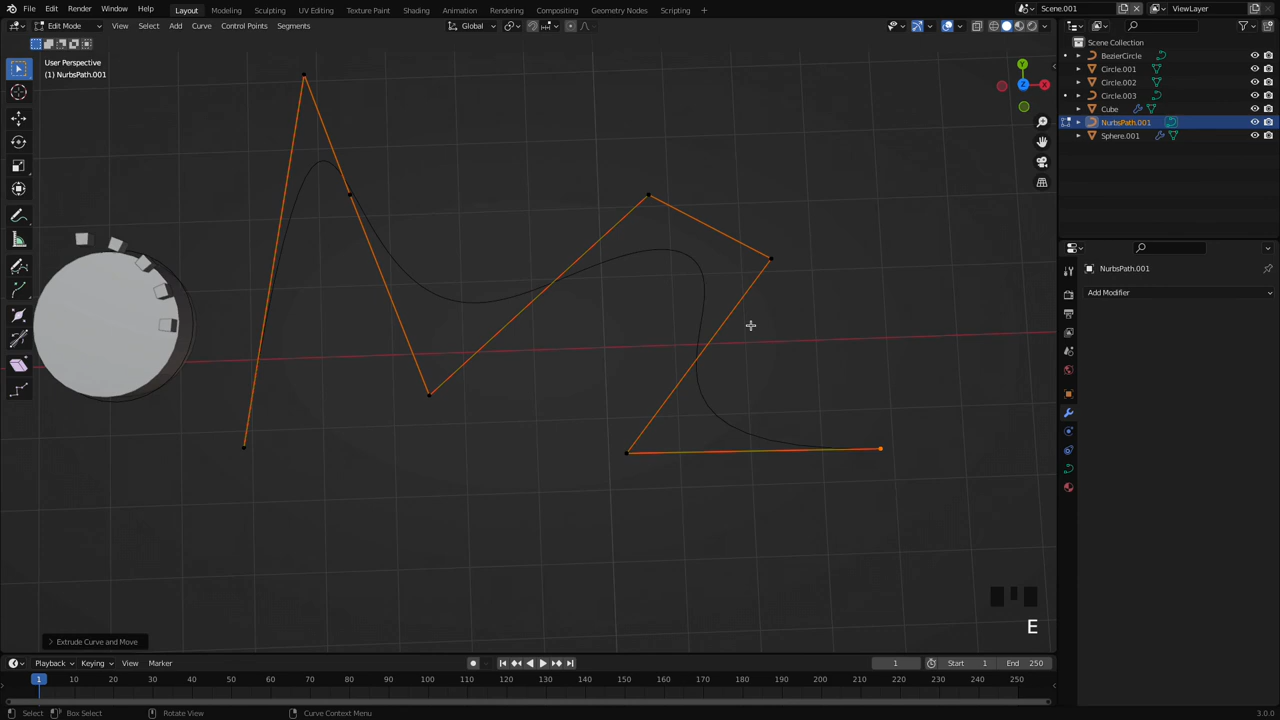 File Edit Render Window Help Layout Modeling Sculpting UV Editing Texture Paint Shading Animation Rendering Compositing Geometry Nodes Scripting + Scene.001 ViewLayer
Edit Mode View Select Add Curve Control Points Segments Global
User Perspective
(1) NurbsPath.001
Y
X
Z
Scene Collection
BezierCircle
Circle.001
Circle.002
Circle.003
Cube
NurbsPath.001
Sphere.001
NurbsPath.001
Add Modifier
E
Extrude Curve and Move
Playback Keying View Marker 1 Start 1 End 250
1 10 20 30 40 50 60 70 80 90 100 110 120 130 140 150 160 170 180 190 200 210 220 230 240 250
Select Box Select Rotate View Curve Context Menu 3.0.0